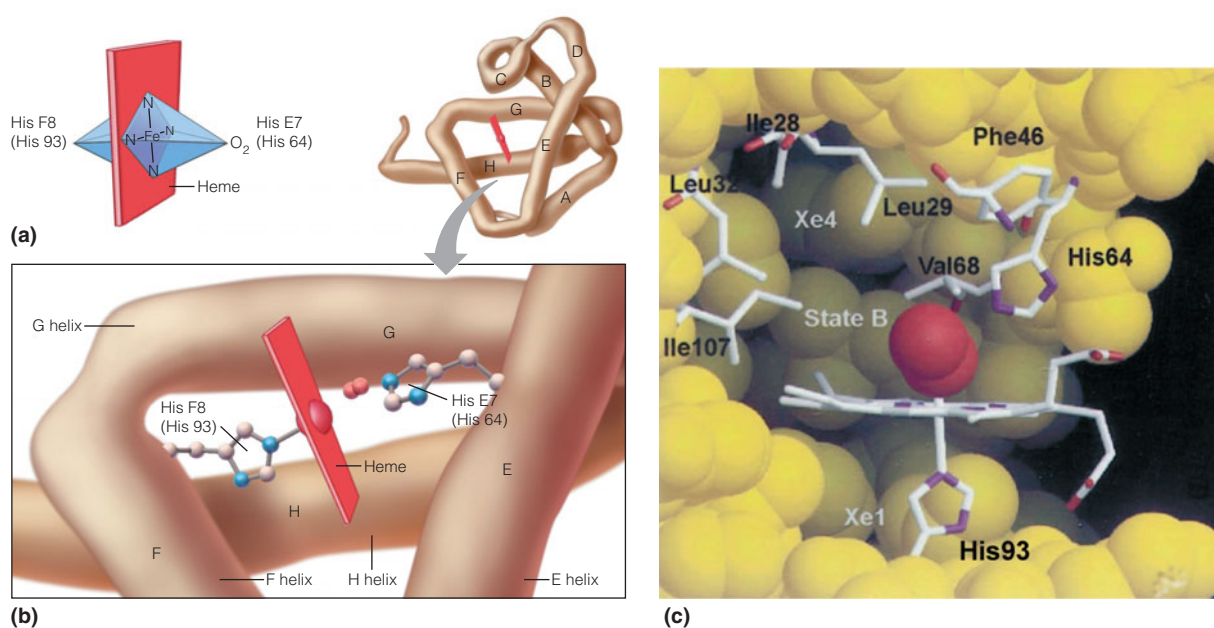 His F8
(His 93)
N
N
Fe
N
N
O₂
His E7
(His 64)
Heme
(a)
D
C
B
G
E
F
H
A
G helix
G
His F8
(His 93)
His E7
(His 64)
Heme
E
H
F
F helix
H helix
E helix
(b)
Ile28
Phe46
Leu32
Leu29
Xe4
Val68
His64
State B
Ile107
Xe1
His93
(c)